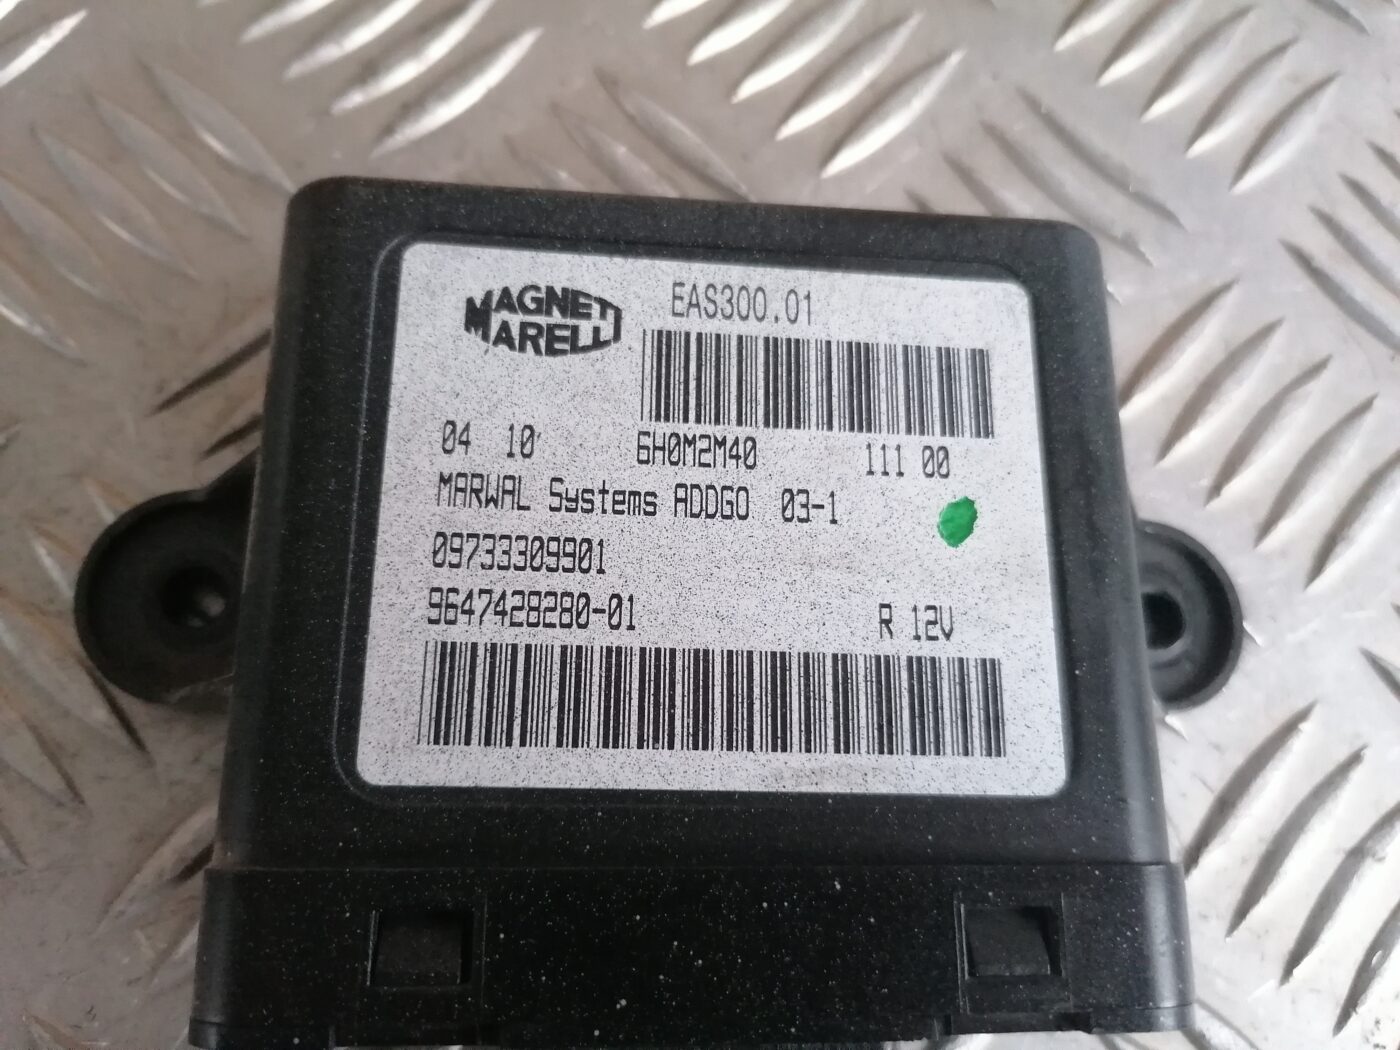 MAGNETI
MARELLI
EAS300.01
04 10 6H0M2M40 111 00
MARWAL Systems ADDGO 03-1
09733309901
9647428280-01 R 12V